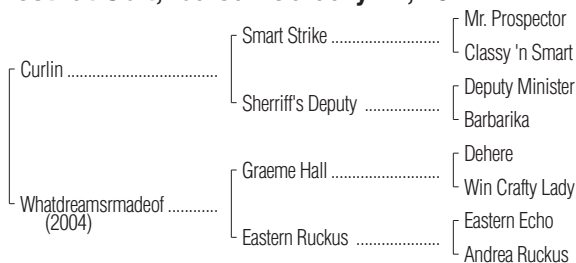 Mr. Prospector
Smart Strike ..........................
Classy 'n Smart
Curlin ....................................
Deputy Minister
Sherriff's Deputy ..................
Barbarika
Dehere
Graeme Hall ..........................
Win Crafty Lady
Whatdreamsrmadeof ............
(2004)
Eastern Echo
Eastern Ruckus ....................
Andrea Ruckus